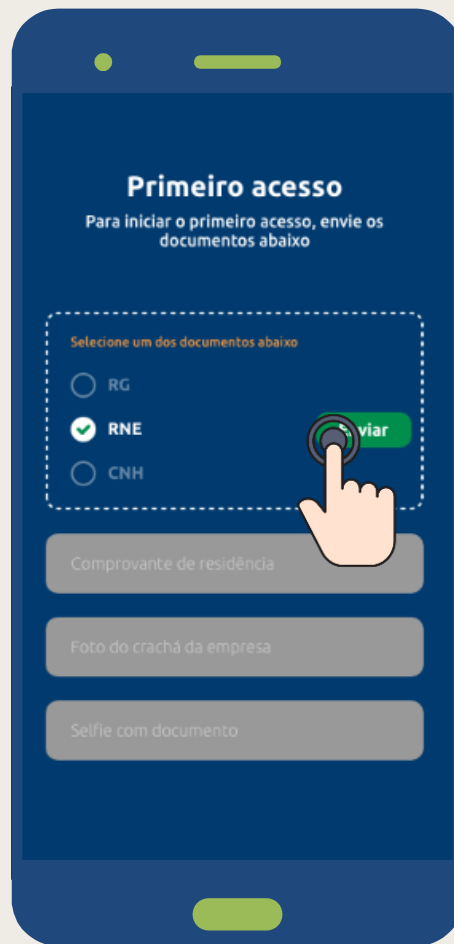 Primeiro acesso
Para iniciar o primeiro acesso, envie os
documentos abaixo
Selecione um dos documentos abaixo
RG
RNE
Enviar
CNH
Comprovante de residência
Foto do crachá da empresa
Selfie com documento